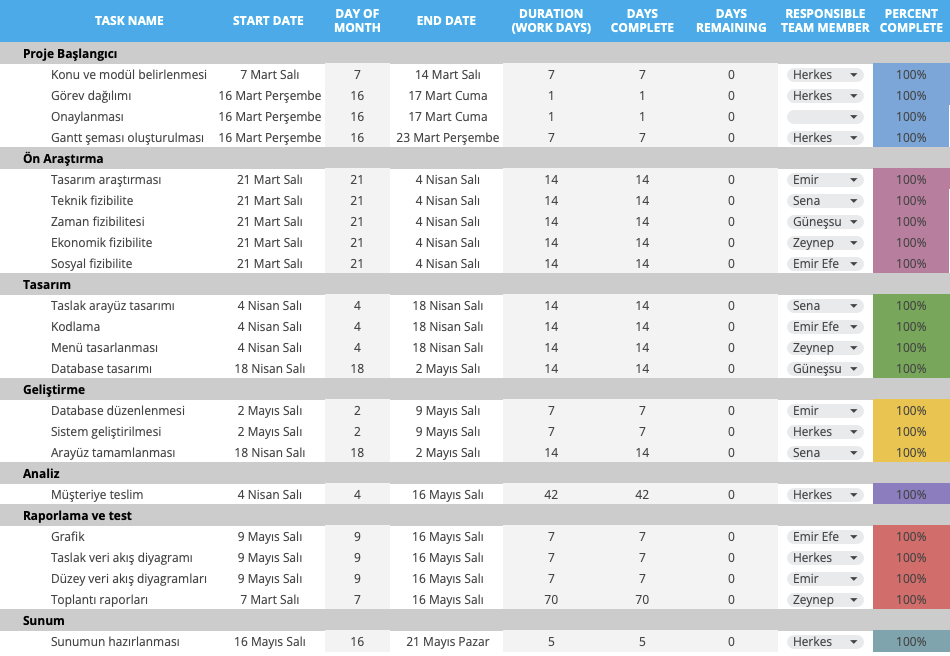 TASK NAME START DATE DAY OF MONTH END DATE DURATION (WORK DAYS) DAYS COMPLETE DAYS REMAINING RESPONSIBLE TEAM MEMBER PERCENT COMPLETE
Proje Başlangıcı
Konu ve modül belirlenmesi 7 Mart Salı 7 14 Mart Salı 7 7 0 Herkes 100%
Görev dağılımı 16 Mart Perşembe 16 17 Mart Cuma 1 1 0 Herkes 100%
Onaylanması 16 Mart Perşembe 16 17 Mart Cuma 1 1 0 100%
Gantt şeması oluşturulması 16 Mart Perşembe 16 23 Mart Perşembe 7 7 0 Herkes 100%
Ön Araştırma
Tasarım araştırması 21 Mart Salı 21 4 Nisan Salı 14 14 0 Emir 100%
Teknik fizibilite 21 Mart Salı 21 4 Nisan Salı 14 14 0 Sena 100%
Zaman fizibilitesi 21 Mart Salı 21 4 Nisan Salı 14 14 0 Güneşsu 100%
Ekonomik fizibilite 21 Mart Salı 21 4 Nisan Salı 14 14 0 Zeynep 100%
Sosyal fizibilite 21 Mart Salı 21 4 Nisan Salı 14 14 0 Emir Efe 100%
Tasarım
Taslak arayüz tasarımı 4 Nisan Salı 4 18 Nisan Salı 14 14 0 Sena 100%
Kodlama 4 Nisan Salı 4 18 Nisan Salı 14 14 0 Emir Efe 100%
Menü tasarlanması 4 Nisan Salı 4 18 Nisan Salı 14 14 0 Zeynep 100%
Database tasarımı 18 Nisan Salı 18 2 Mayıs Salı 14 14 0 Güneşsu 100%
Geliştirme
Database düzenlenmesi 2 Mayıs Salı 2 9 Mayıs Salı 7 7 0 Emir 100%
Sistem geliştirilmesi 2 Mayıs Salı 2 9 Mayıs Salı 7 7 0 Herkes 100%
Arayüz tamamlanması 18 Nisan Salı 18 2 Mayıs Salı 14 14 0 Sena 100%
Analiz
Müşteriye teslim 4 Nisan Salı 4 16 Mayıs Salı 42 42 0 Herkes 100%
Raporlama ve test
Grafik 9 Mayıs Salı 9 16 Mayıs Salı 7 7 0 Emir Efe 100%
Taslak veri akış diyagramı 9 Mayıs Salı 9 16 Mayıs Salı 7 7 0 Herkes 100%
Düzey veri akış diyagramları 9 Mayıs Salı 9 16 Mayıs Salı 7 7 0 Emir 100%
Toplantı raporları 7 Mart Salı 7 16 Mayıs Salı 70 70 0 Zeynep 100%
Sunum
Sunumun hazırlanması 16 Mayıs Salı 16 21 Mayıs Pazar 5 5 0 Herkes 100%